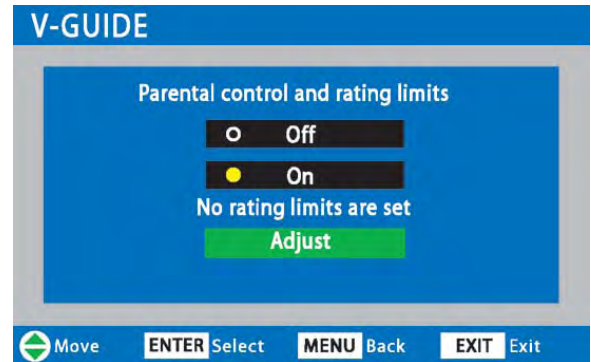 V-GUIDE
Parental control and rating limits
Off
On
No rating limits are set
Adjust
Move ENTER Select MENU Back EXIT Exit